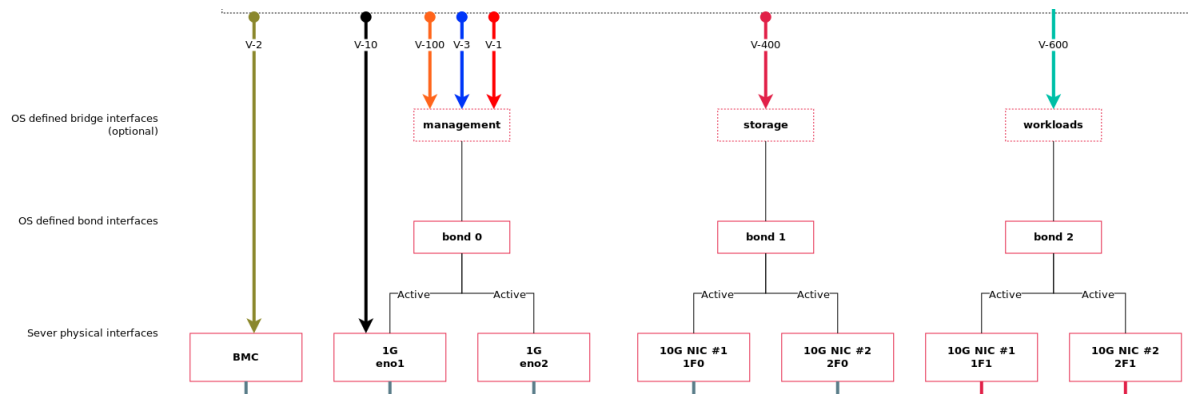 V-2
V-10
V-100
V-3
V-1
V-400
V-600
OS defined bridge interfaces
(optional)
management
storage
workloads
OS defined bond interfaces
bond 0
bond 1
bond 2
Active
Active
Active
Active
Active
Active
Sever physical interfaces
BMC
1G
eno1
1G
eno2
10G NIC #1
1F0
10G NIC #2
2F0
10G NIC #1
1F1
10G NIC #2
2F1